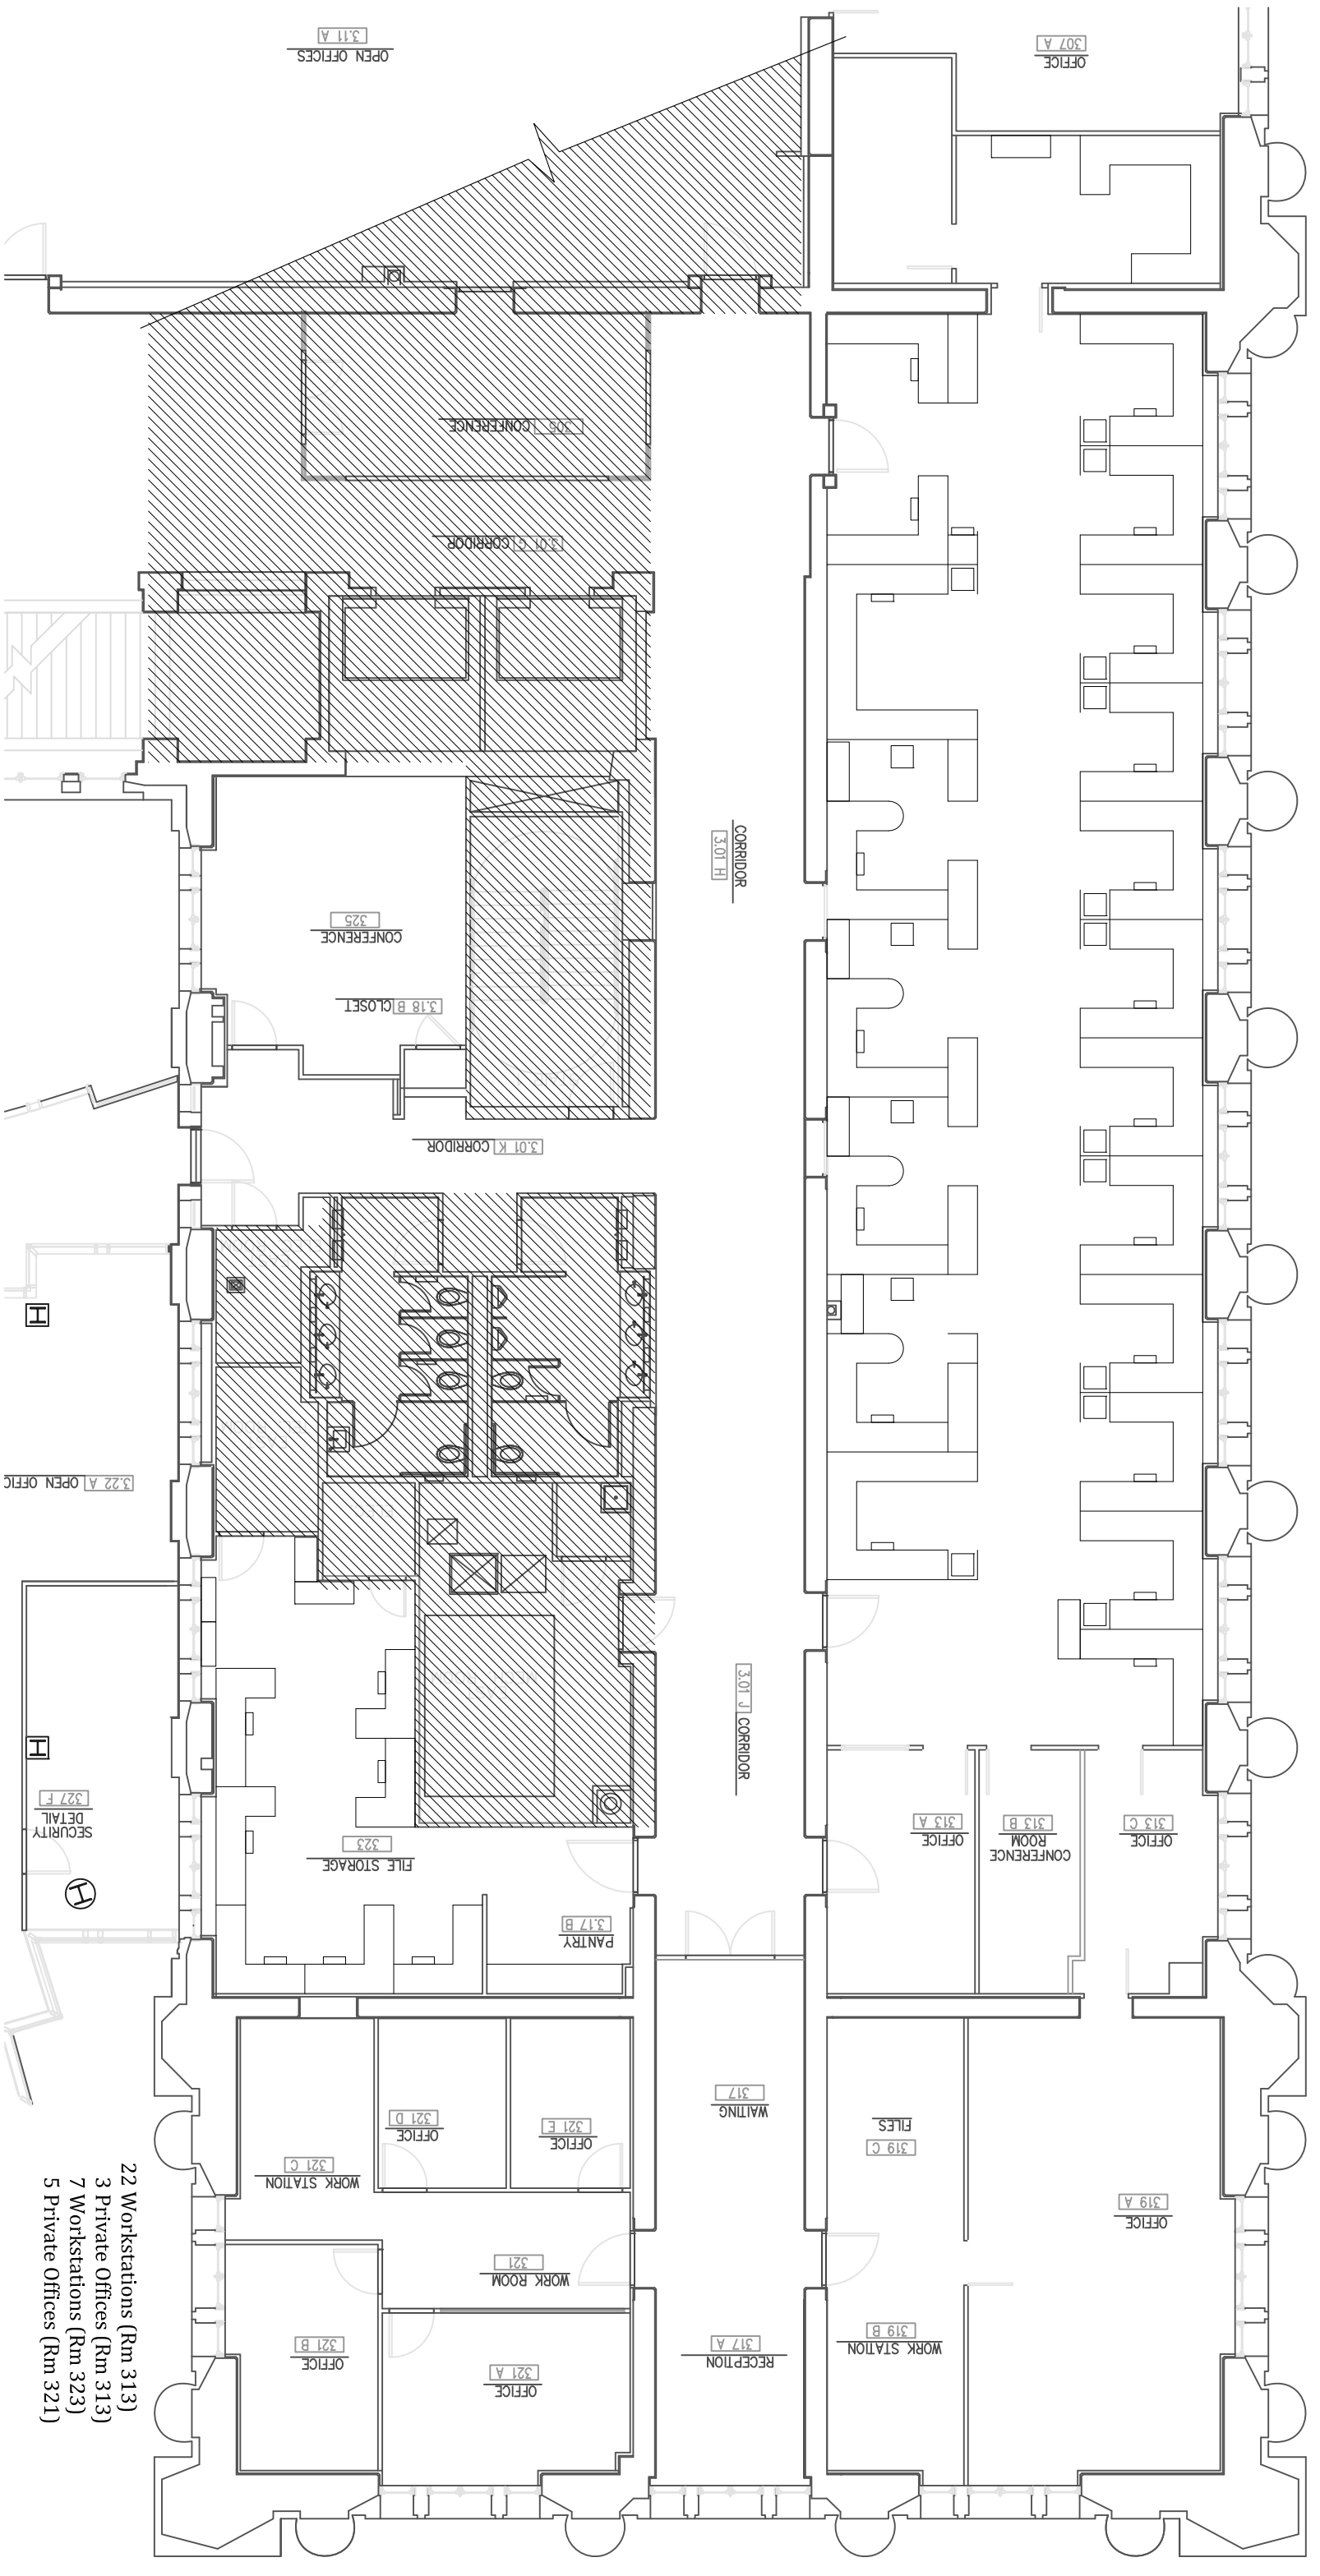 3.11 A
OPEN OFFICES
307 A
OFFICE
305
CONFERENCE
3.01 G
CORRIDOR
CORRIDOR
3.01 H
325
CONFERENCE
3.18 B
CLOSET
3.01 K
CORRIDOR
H
3.22 A
OPEN OFFIC
3.01 J
CORRIDOR
H
327 F
SECURITY
DETAIL
H
323
FILE STORAGE
3.17 B
PANTRY
313 A
OFFICE
313 B
CONFERENCE
ROOM
313 C
OFFICE
321 D
OFFICE
321 E
OFFICE
321 C
WORK STATION
317
WAITING
FILES
319 C
319 A
OFFICE
321
WORK ROOM
321 B
OFFICE
321 A
OFFICE
317 A
RECEPTION
319 B
WORK STATION
22 Workstations (Rm 313)
3 Private Offices (Rm 313)
7 Workstations (Rm 323)
5 Private Offices (Rm 321)